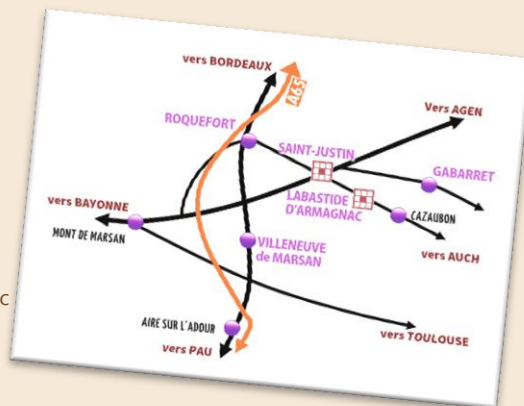 vers BORDEAUX
A65
Vers AGEN
ROQUEFORT
SAINT-JUSTIN
GABARRET
LABASTIDE
D'ARMAGNAC
CAZAUBON
vers BAYONNE
MONT DE MARSAN
vers AUCH
VILLENEUVE
de MARSAN
C
AIRE SUR L'ADOUR
vers TOULOUSE
vers PAU